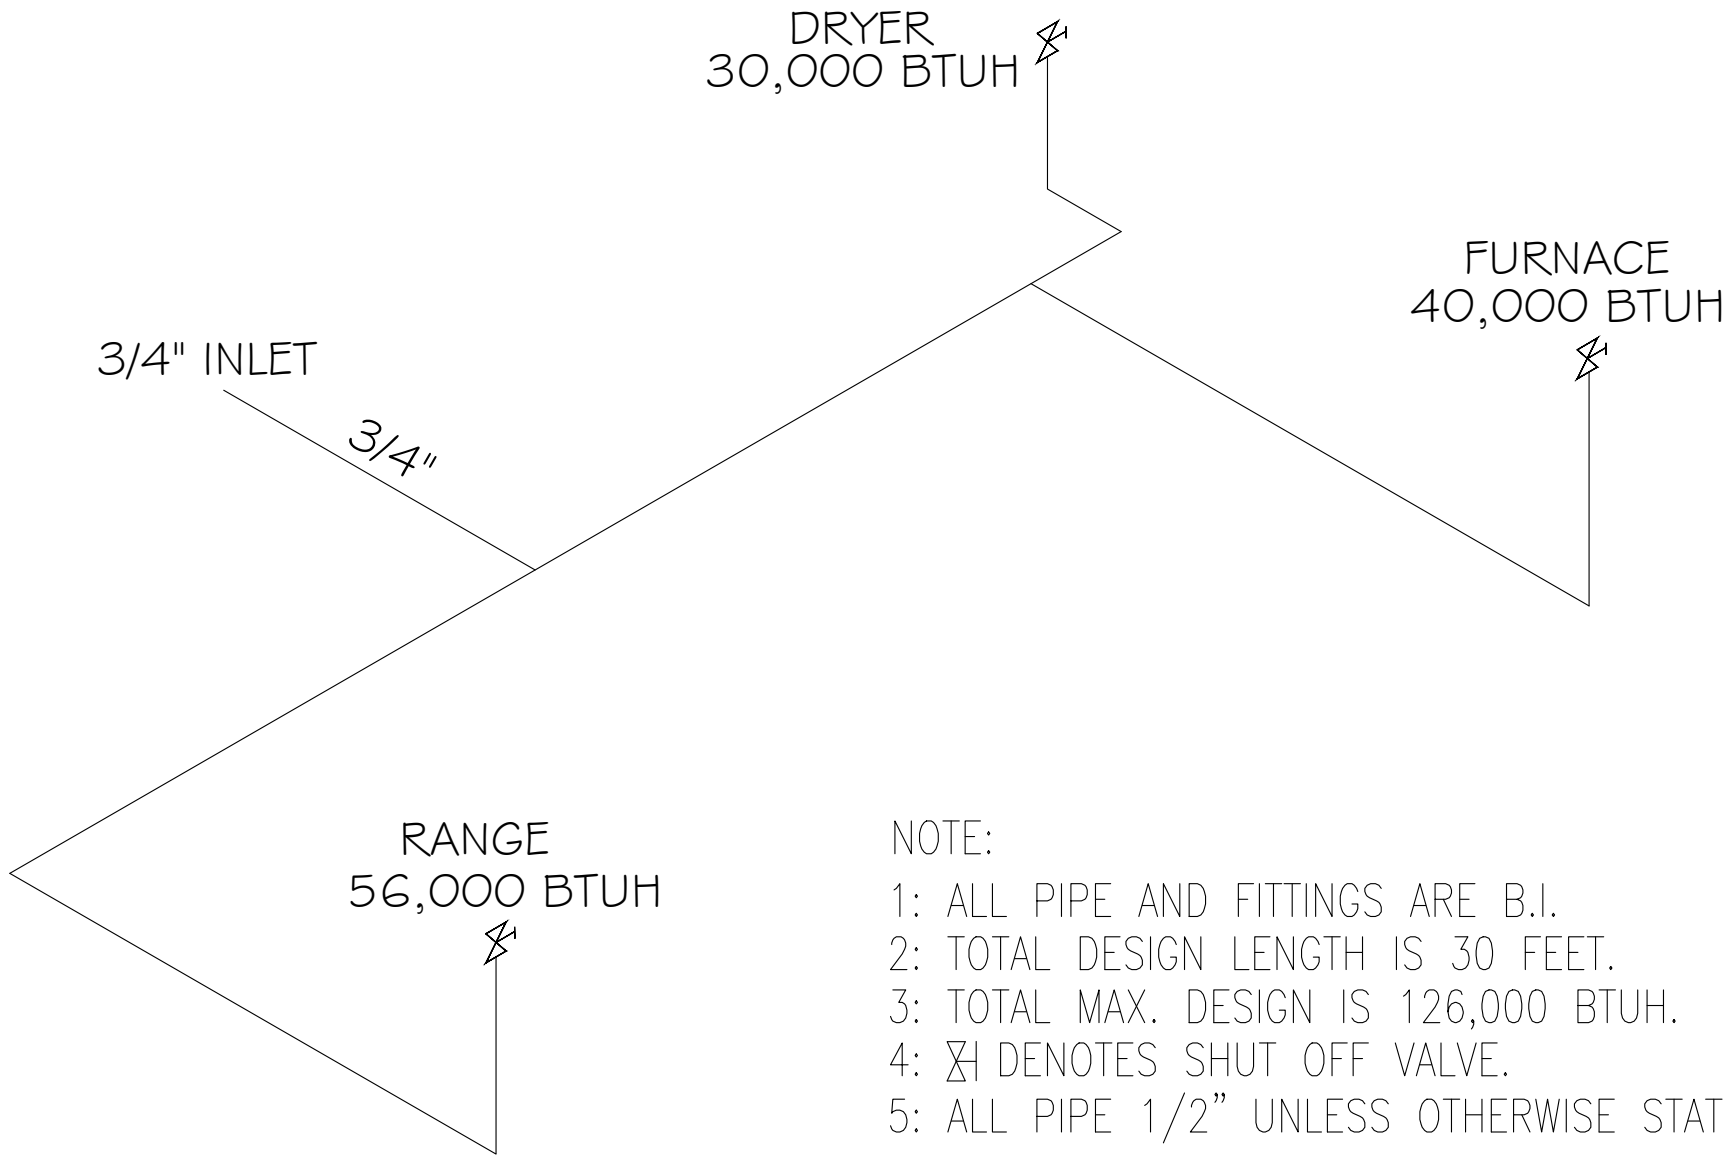 DRYER
30,000 BTUH
FURNACE
40,000 BTUH
3/4" INLET
3/4"
RANGE
56,000 BTUH
NOTE:
1: ALL PIPE AND FITTINGS ARE B.I.
2: TOTAL DESIGN LENGTH IS 30 FEET.
3: TOTAL MAX. DESIGN IS 126,000 BTUH.
4: DENOTES SHUT OFF VALVE.
5: ALL PIPE 1/2” UNLESS OTHERWISE STAT